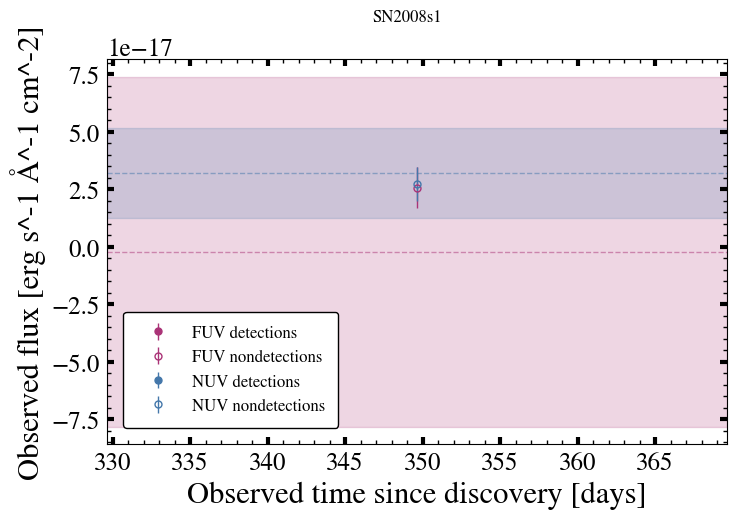 SN2008s1
1e−17
Observed flux [erg s^-1 Å^-1 cm^-2]
7.5
5.0
2.5
0.0
−2.5
−5.0
−7.5
FUV detections
FUV nondetections
NUV detections
NUV nondetections
330 335 340 345 350 355 360 365
Observed time since discovery [days]